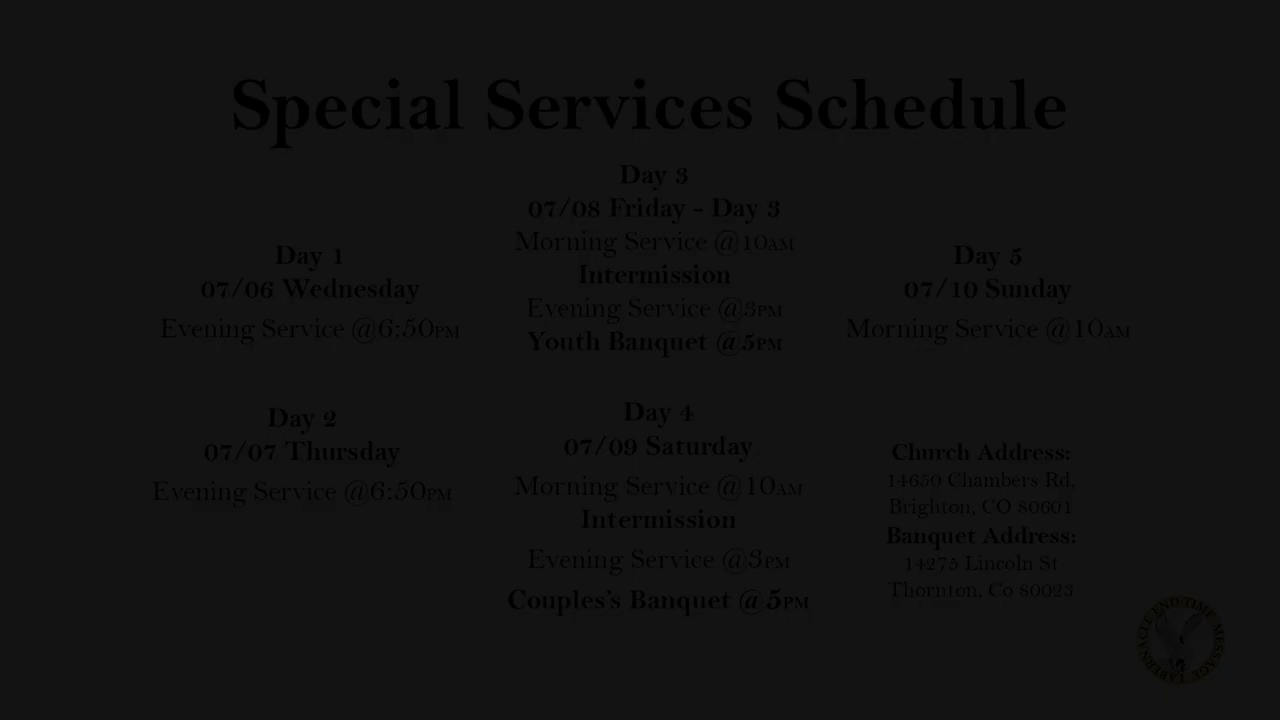 Special Services Schedule
Day 1
07/06 Wednesday
Evening Service @6:50PM
Day 2
07/07 Thursday
Evening Service @6:50PM
Day 3
07/08 Friday - Day 3
Morning Service @10AM
Intermission
Evening Service @3PM
Youth Banquet @5PM
Day 4
07/09 Saturday
Morning Service @10AM
Intermission
Evening Service @3PM
Couples's Banquet @5PM
Day 5
07/10 Sunday
Morning Service @10AM
Church Address:
14650 Chambers Rd,
Brighton, CO 80601
Banquet Address:
14275 Lincoln St
Thornton, Co 80023
END TIME MESSAGE TABERNACLE